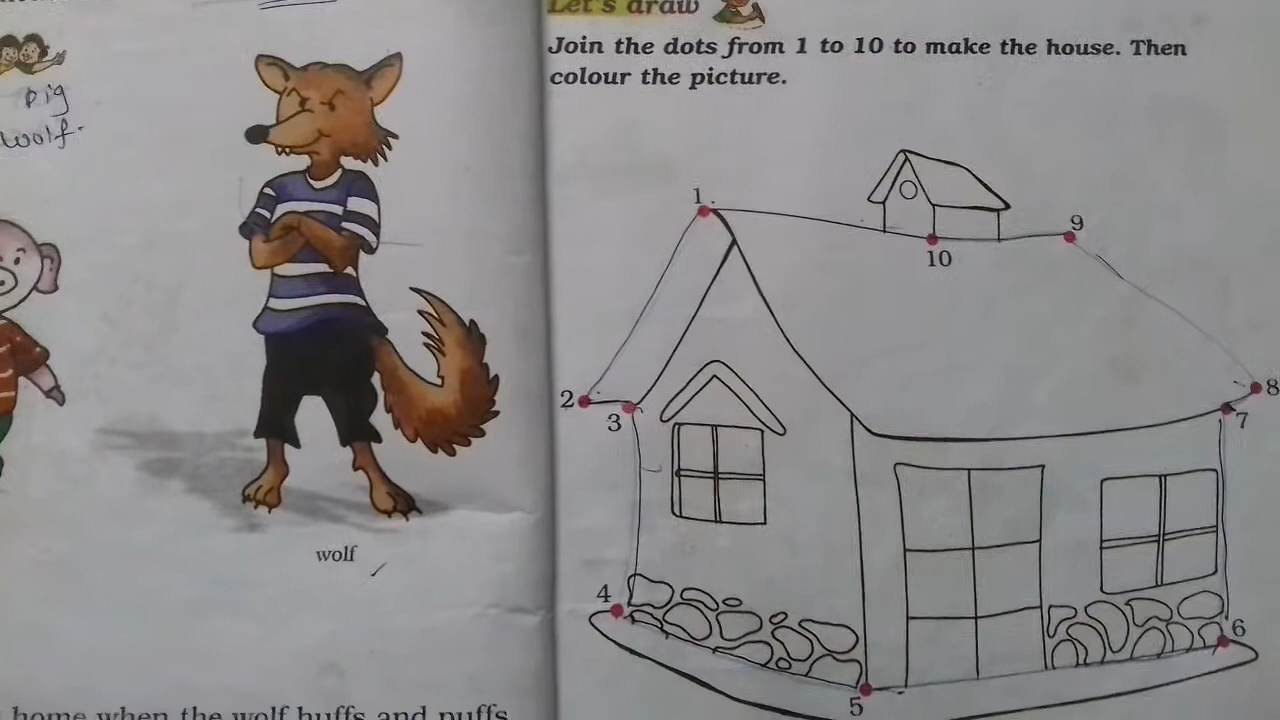 pig
wolf.
wolf
home when the wolf huffs and puffs
Let's draw
Join the dots from 1 to 10 to make the house. Then
colour the picture.
1
9
10
8
2
3
7
4
6
5